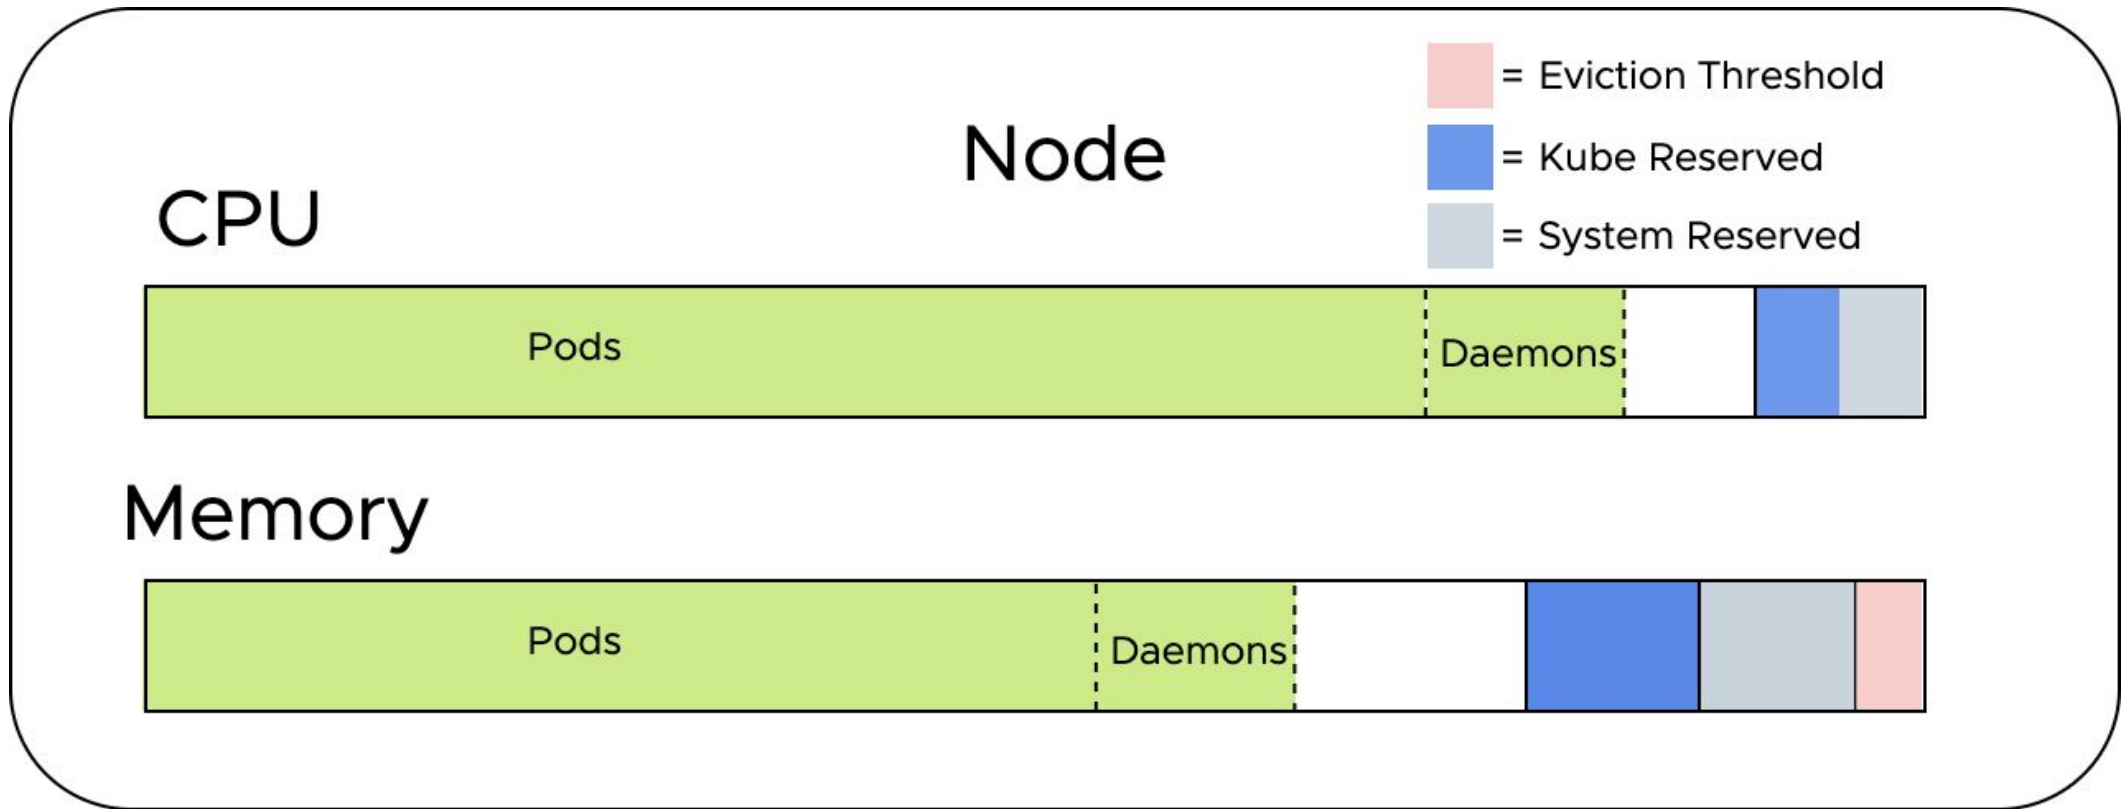 Node
= Eviction Threshold
= Kube Reserved
= System Reserved
CPU
Pods
Daemons
Memory
Pods
Daemons